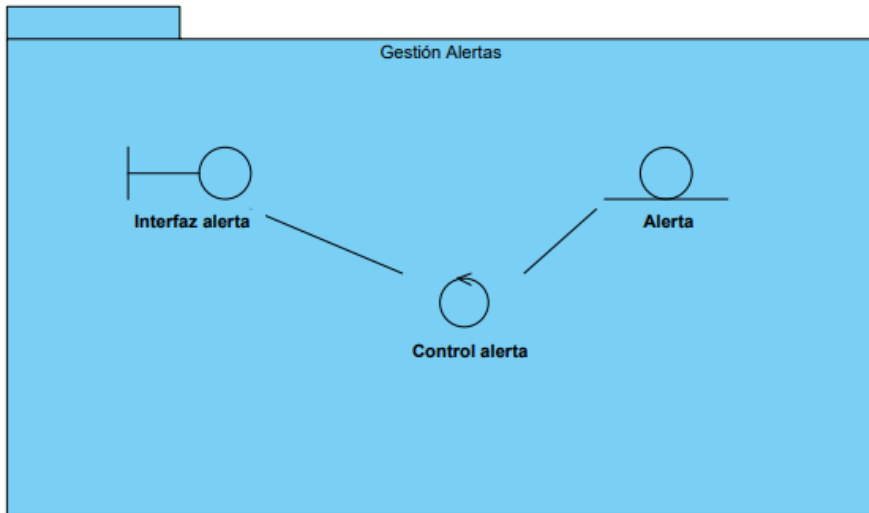 Gestión Alertas
Interfaz alerta
Alerta
Control alerta